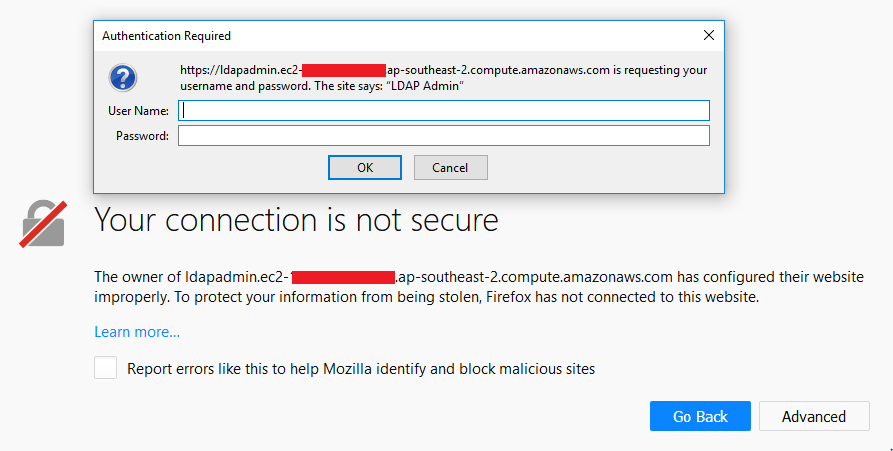 Authentication Required
https://ldapadmin.ec2- .ap-southeast-2.compute.amazonaws.com is requesting your
username and password. The site says: “LDAP Admin”
User Name:
Password:
OK Cancel
Your connection is not secure
The owner of ldapadmin.ec2- .ap-southeast-2.compute.amazonaws.com has configured their website
improperly. To protect your information from being stolen, Firefox has not connected to this website.
Learn more...
Report errors like this to help Mozilla identify and block malicious sites
Go Back Advanced